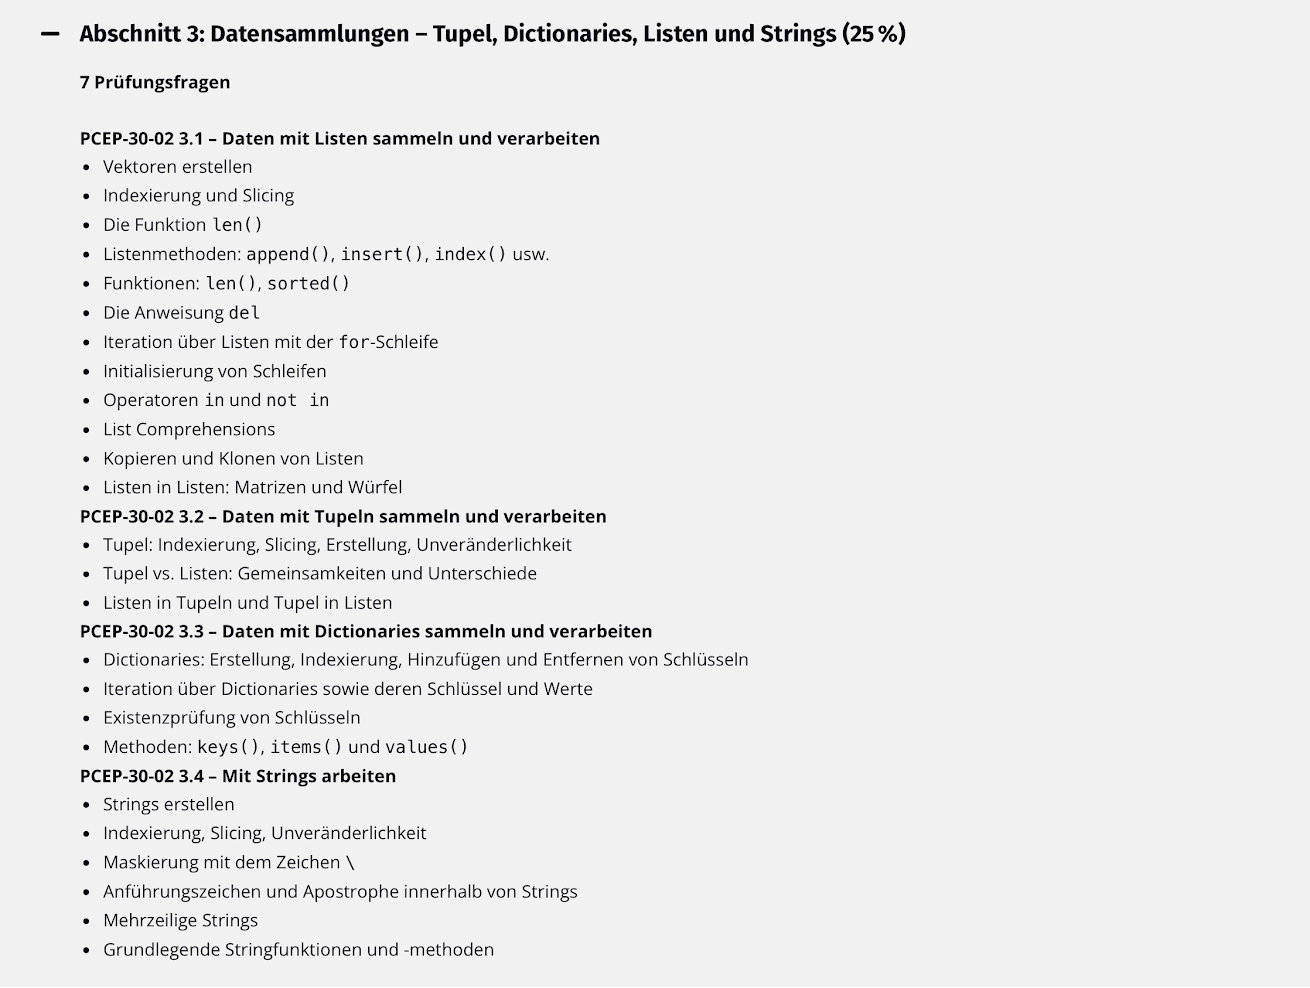 Abschnitt 3: Datensammlungen – Tupel, Dictionaries, Listen und Strings (25 %)
7 Prüfungsfragen
PCEP-30-02 3.1 – Daten mit Listen sammeln und verarbeiten
• Vektoren erstellen
• Indexierung und Slicing
• Die Funktion len()
• Listenmethoden: append(), insert(), index() usw.
• Funktionen: len(), sorted()
• Die Anweisung del
• Iteration über Listen mit der for-Schleife
• Initialisierung von Schleifen
• Operatoren in und not in
• List Comprehensions
• Kopieren und Klonen von Listen
• Listen in Listen: Matrizen und Würfel
PCEP-30-02 3.2 – Daten mit Tupeln sammeln und verarbeiten
• Tupel: Indexierung, Slicing, Erstellung, Unveränderlichkeit
• Tupel vs. Listen: Gemeinsamkeiten und Unterschiede
• Listen in Tupeln und Tupel in Listen
PCEP-30-02 3.3 – Daten mit Dictionaries sammeln und verarbeiten
• Dictionaries: Erstellung, Indexierung, Hinzufügen und Entfernen von Schlüsseln
• Iteration über Dictionaries sowie deren Schlüssel und Werte
• Existenzprüfung von Schlüsseln
• Methoden: keys(), items() und values()
PCEP-30-02 3.4 – Mit Strings arbeiten
• Strings erstellen
• Indexierung, Slicing, Unveränderlichkeit
• Maskierung mit dem Zeichen \
• Anführungszeichen und Apostrophe innerhalb von Strings
• Mehrzeilige Strings
• Grundlegende Stringfunktionen und -methoden